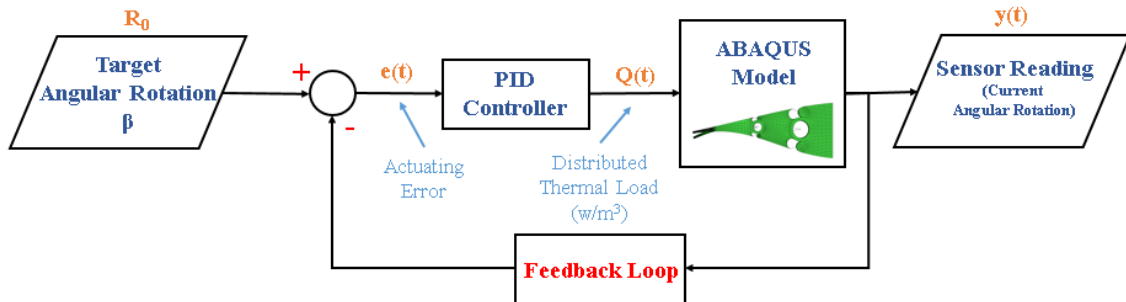 R₀
Target
Angular Rotation
β
+
-
e(t)
Actuating
Error
PID
Controller
Q(t)
Distributed
Thermal Load
(w/m³)
ABAQUS
Model
y(t)
Sensor Reading
(Current
Angular Rotation)
Feedback Loop